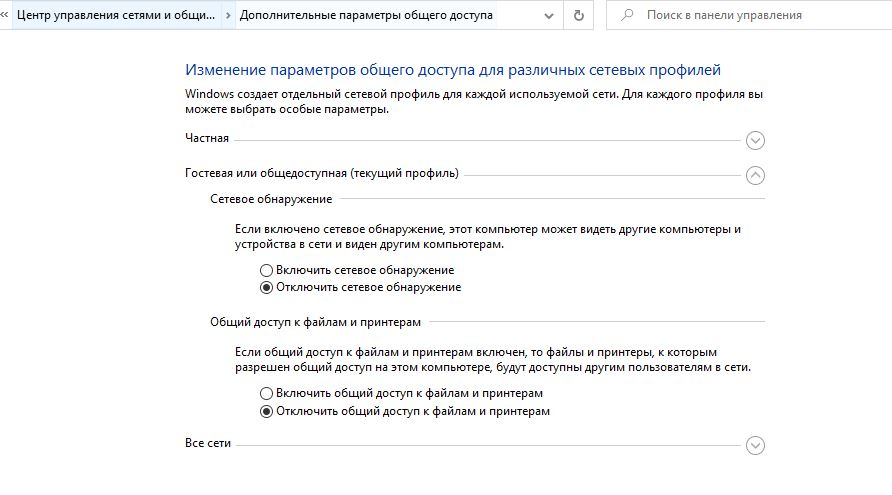 « Центр управления сетями и общи... › Дополнительные параметры общего доступа
Поиск в панели управления
Изменение параметров общего доступа для различных сетевых профилей
Windows создает отдельный сетевой профиль для каждой используемой сети. Для каждого профиля вы
можете выбрать особые параметры.
Частная
Гостевая или общедоступная (текущий профиль)
Сетевое обнаружение
Если включено сетевое обнаружение, этот компьютер может видеть другие компьютеры и
устройства в сети и виден другим компьютерам.
Включить сетевое обнаружение
Отключить сетевое обнаружение
Общий доступ к файлам и принтерам
Если общий доступ к файлам и принтерам включен, то файлы и принтеры, к которым
разрешен общий доступ на этом компьютере, будут доступны другим пользователям в сети.
Включить общий доступ к файлам и принтерам
Отключить общий доступ к файлам и принтерам
Все сети